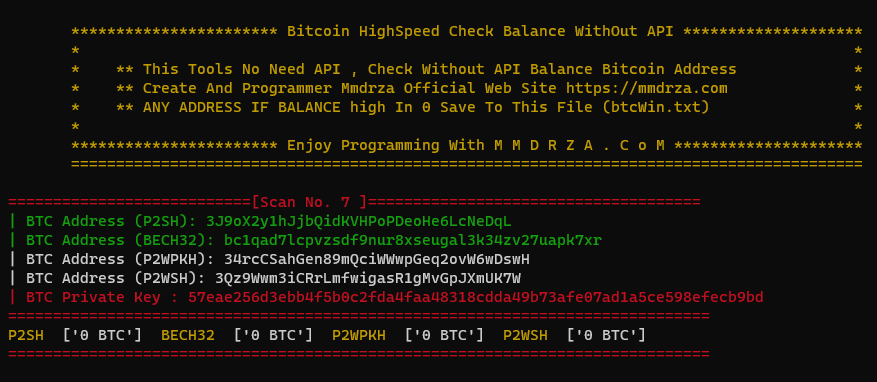 *********************** Bitcoin HighSpeed Check Balance WithOut API ********************
* *
* ** This Tools No Need API , Check Without API Balance Bitcoin Address *
* ** Create And Programmer Mmdrza Official Web Site https://mmdrza.com *
* ** ANY ADDRESS IF BALANCE high In 0 Save To This File (btcWin.txt) *
* *
*********************** Enjoy Programming With M M D R Z A . C o M *********************
========================================================================================
===========================[Scan No. 7 ]=====================================
| BTC Address (P2SH): 3J9oX2y1hJjbQidKVHPoPDeoHe6LcNeDqL
| BTC Address (BECH32): bc1qad7lcpvzsdf9nur8xseugal3k34zv27uapk7xr
| BTC Address (P2WPKH): 34rcCSahGen89mQciWWwpGeq2ovW6wDswH
| BTC Address (P2WSH): 3Qz9Wwm3iCRrLmfwigasR1gMvGpJXmUK7W
| BTC Private Key : 57eae256d3ebb4f5b0c2fda4faa48318cdda49b73afe07ad1a5ce598efecb9bd
==============================================================================
P2SH ['0 BTC'] BECH32 ['0 BTC'] P2WPKH ['0 BTC'] P2WSH ['0 BTC']
==============================================================================